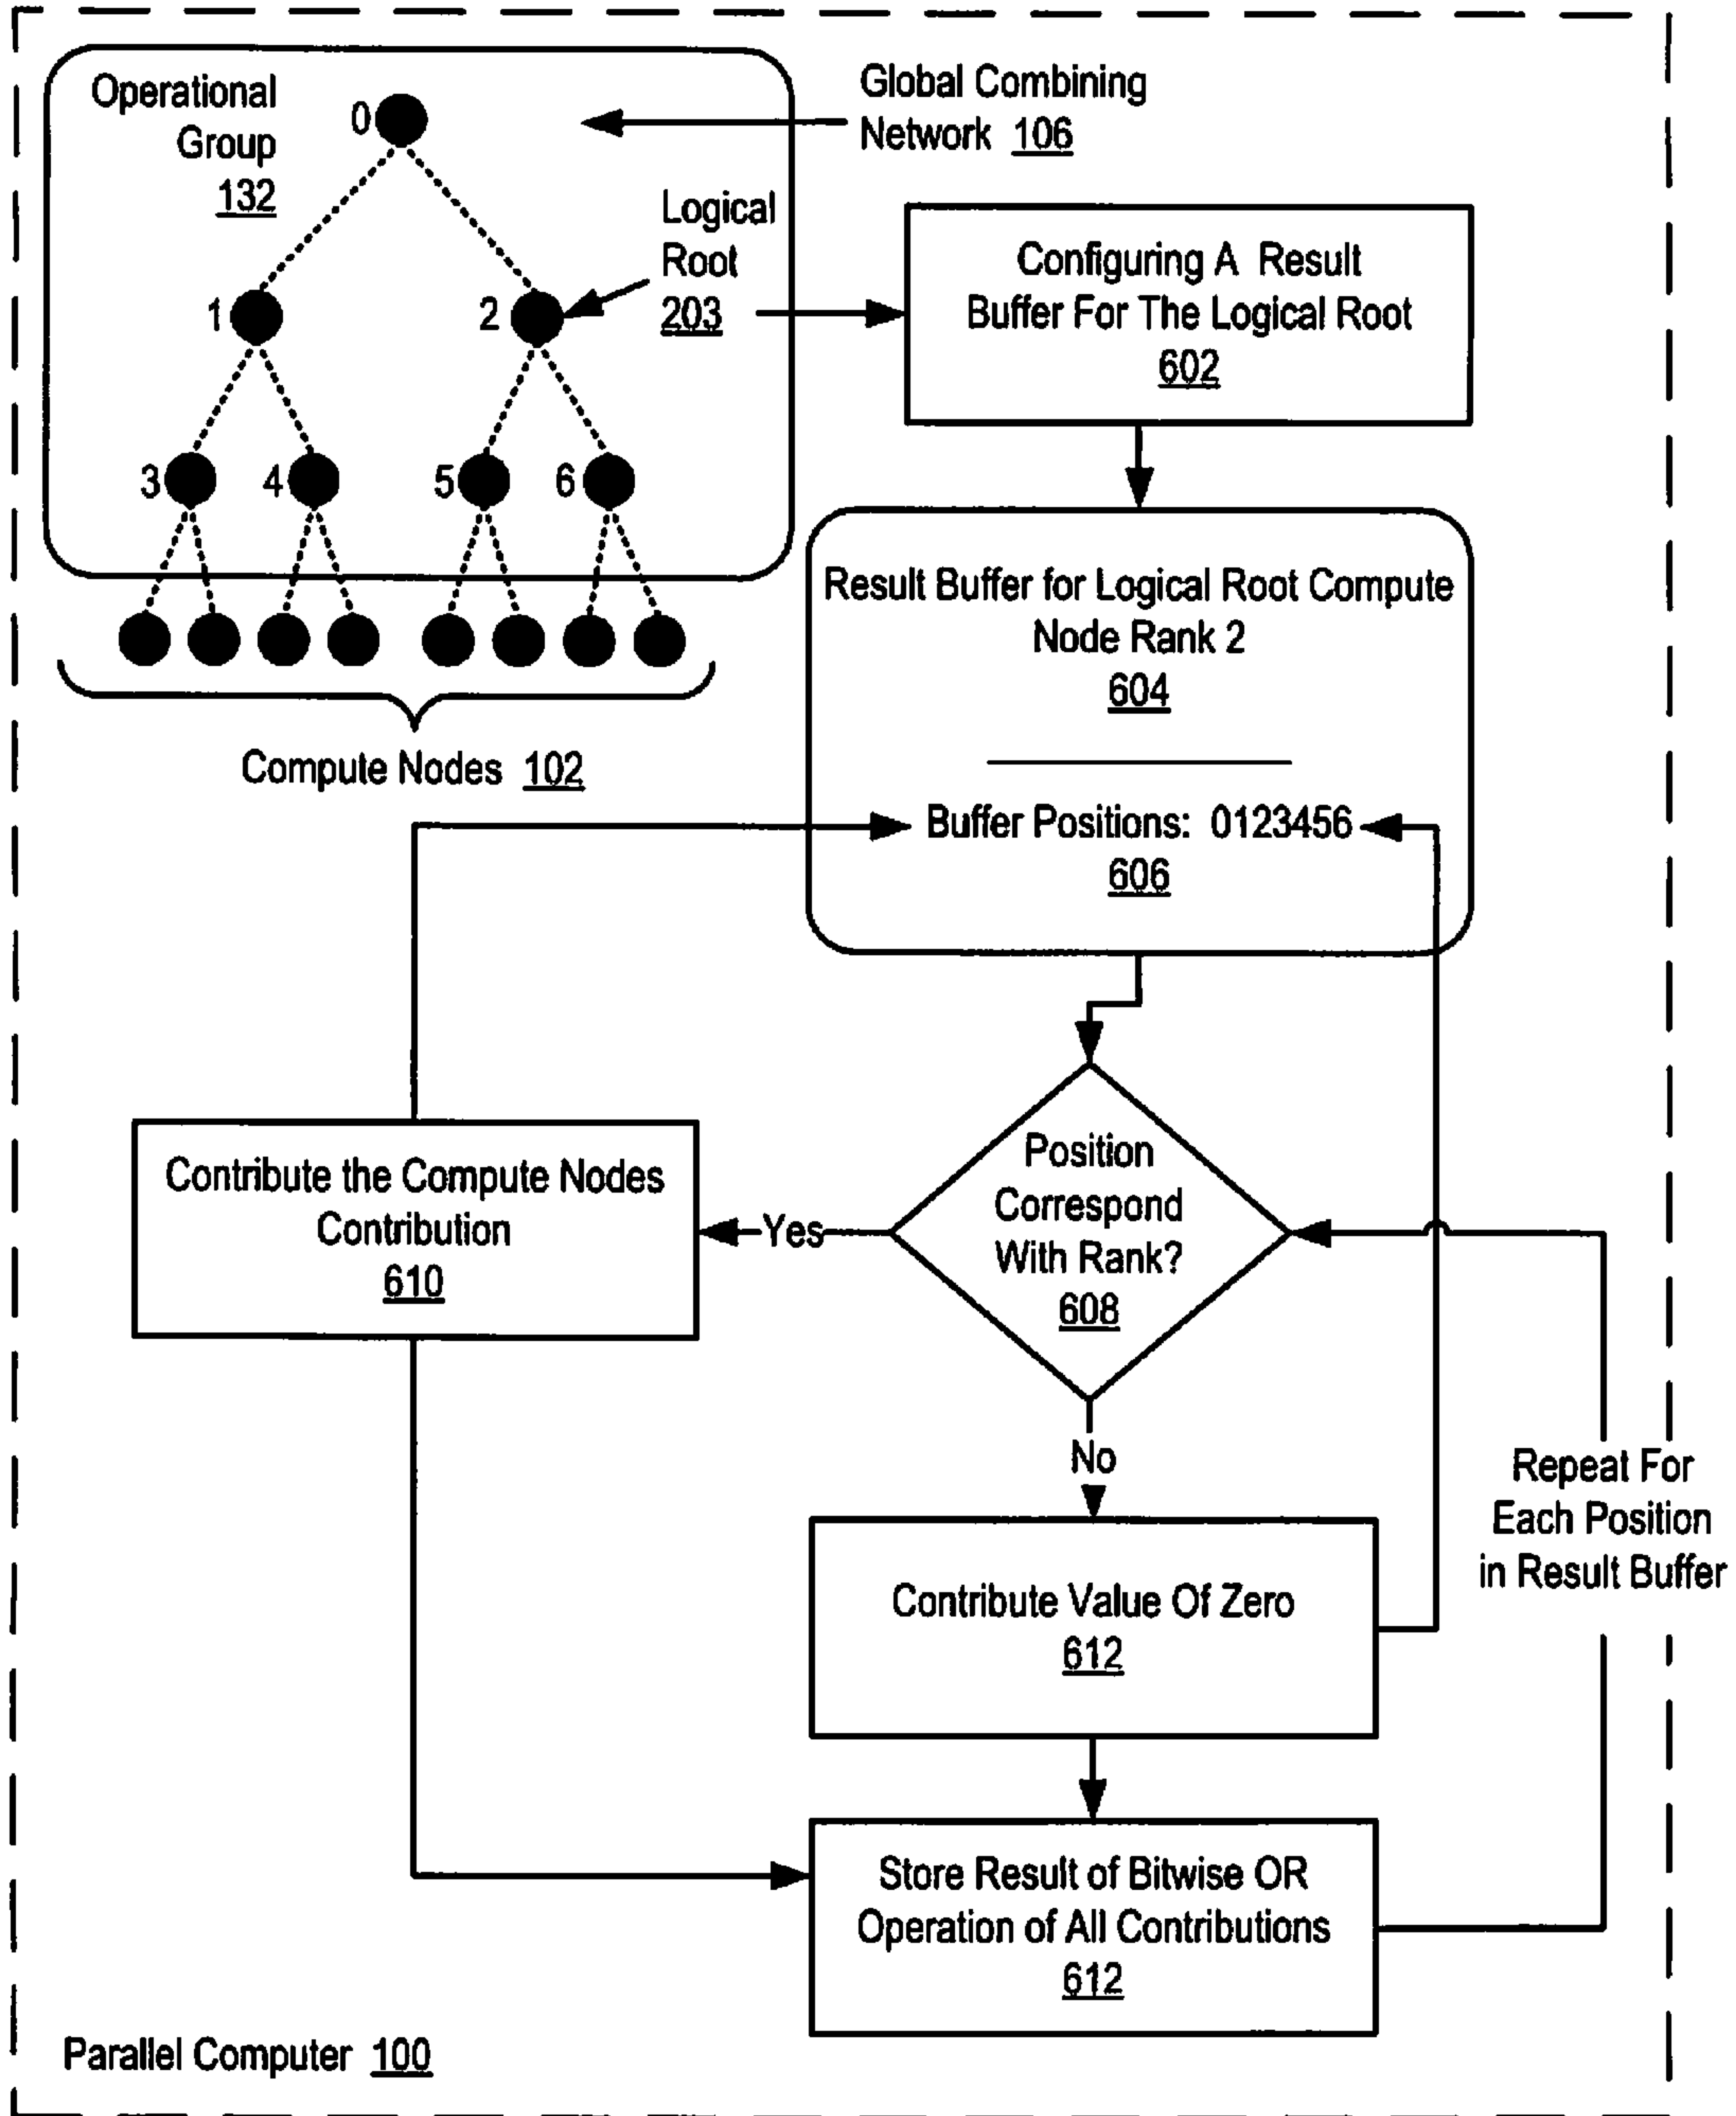 Operational
Group
132
0
Global Combining
Network 106
Logical
Root
203
1
2
3
4
5
6
Compute Nodes 102
Configuring A Result
Buffer For The Logical Root
602
Result Buffer for Logical Root Compute
Node Rank 2
604
Buffer Positions: 0123456
606
Position
Correspond
With Rank?
608
Yes
Contribute the Compute Nodes
Contribution
610
No
Contribute Value Of Zero
612
Repeat For
Each Position
in Result Buffer
Store Result of Bitwise OR
Operation of All Contributions
612
Parallel Computer 100